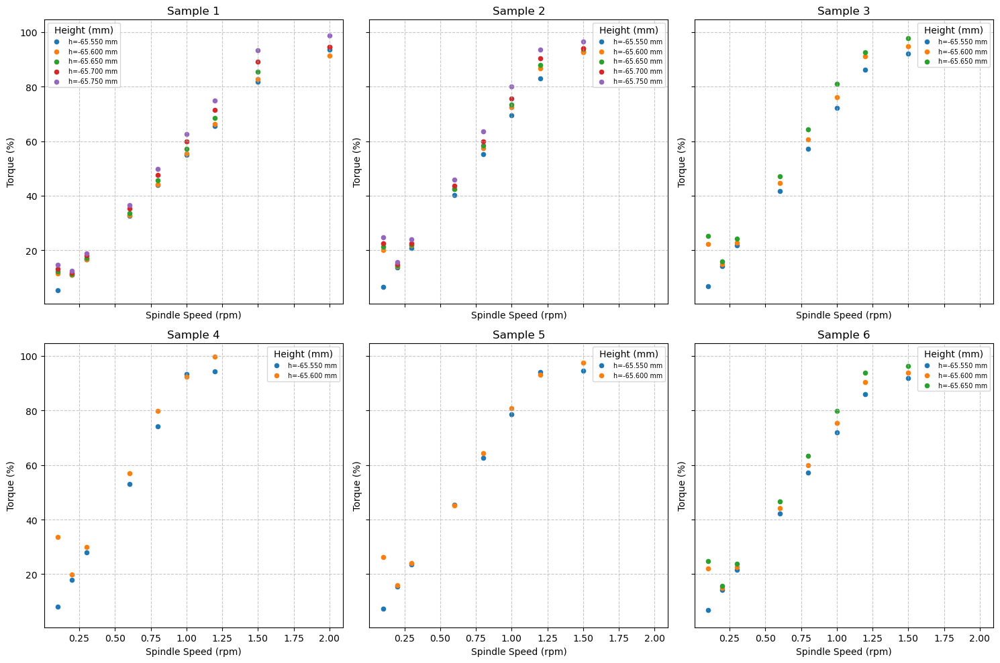 Sample 1
Height (mm)
h=-65.550 mm
h=-65.600 mm
h=-65.650 mm
h=-65.700 mm
h=-65.750 mm
100
80
60
40
20
Torque (%)
Spindle Speed (rpm)
Sample 2
Height (mm)
h=-65.550 mm
h=-65.600 mm
h=-65.650 mm
h=-65.700 mm
h=-65.750 mm
Torque (%)
Spindle Speed (rpm)
Sample 3
Height (mm)
h=-65.550 mm
h=-65.600 mm
h=-65.650 mm
Torque (%)
Spindle Speed (rpm)
Sample 4
Height (mm)
h=-65.550 mm
h=-65.600 mm
100
80
60
40
20
Torque (%)
0.25 0.50 0.75 1.00 1.25 1.50 1.75 2.00
Spindle Speed (rpm)
Sample 5
Height (mm)
h=-65.550 mm
h=-65.600 mm
Torque (%)
0.25 0.50 0.75 1.00 1.25 1.50 1.75 2.00
Spindle Speed (rpm)
Sample 6
Height (mm)
h=-65.550 mm
h=-65.600 mm
h=-65.650 mm
Torque (%)
0.25 0.50 0.75 1.00 1.25 1.50 1.75 2.00
Spindle Speed (rpm)